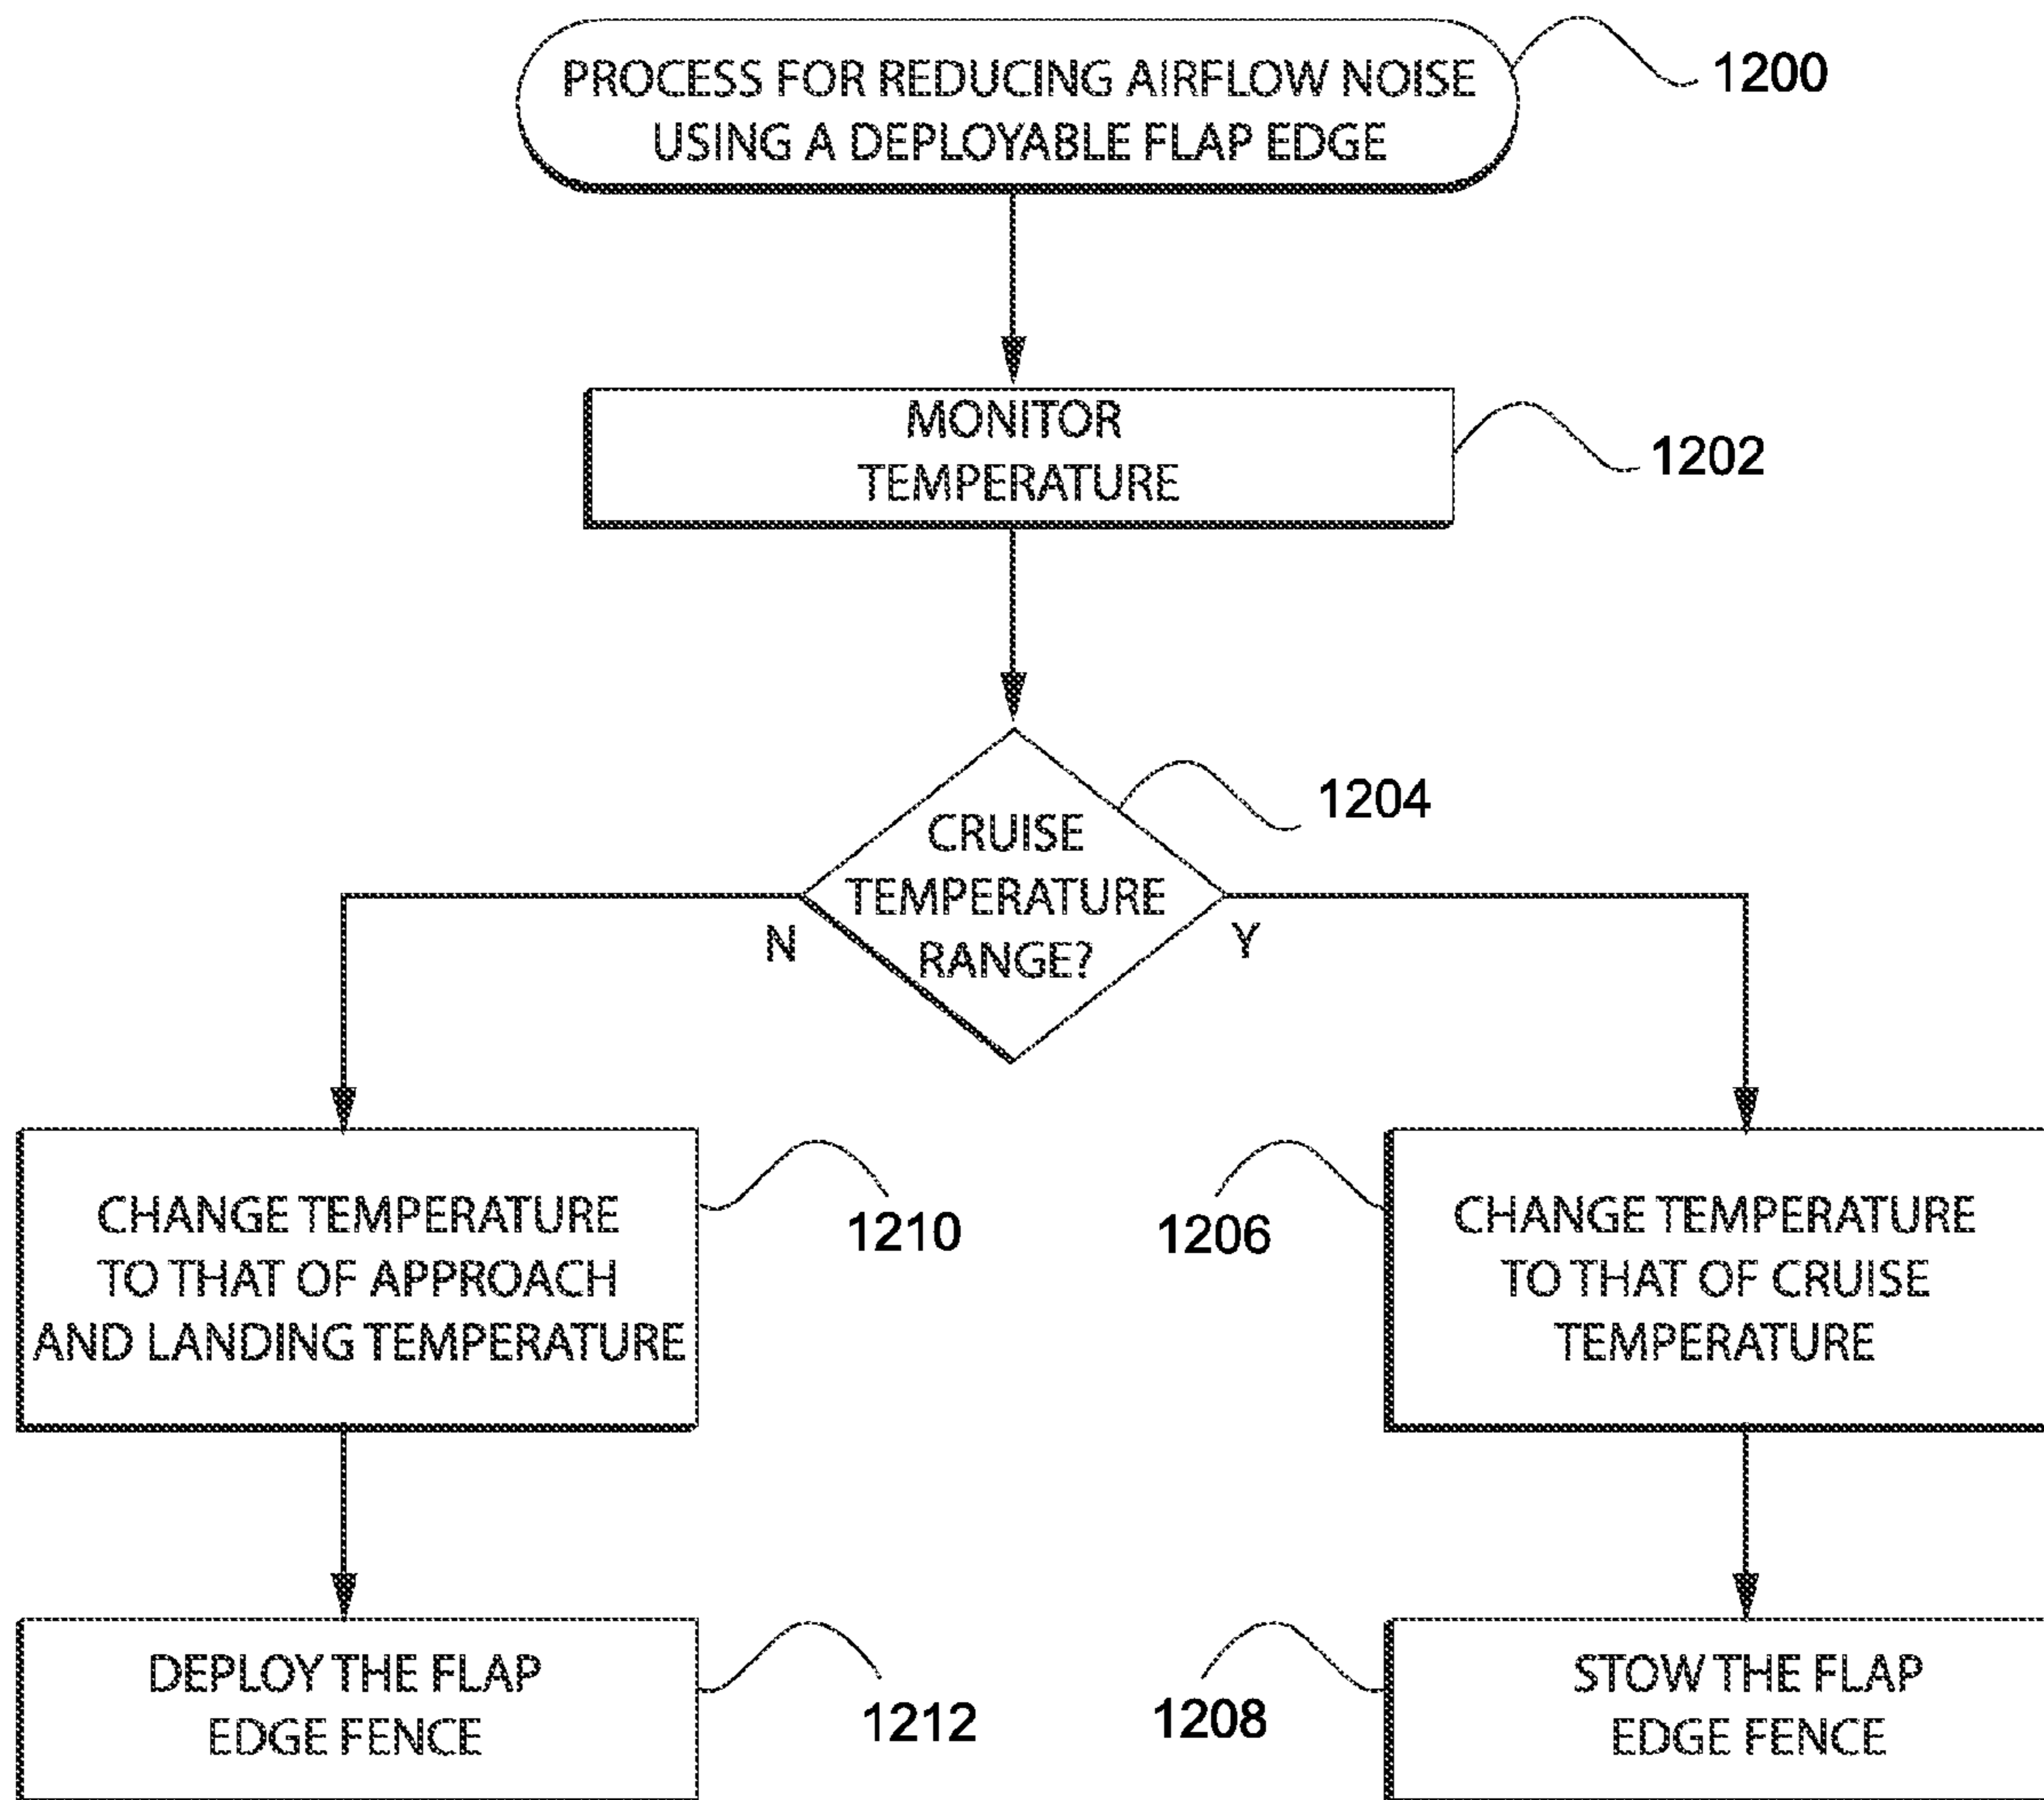 PROCESS FOR REDUCING AIRFLOW NOISE
USING A DEPLOYABLE FLAP EDGE
1200
MONITOR
TEMPERATURE
1202
CRUISE
TEMPERATURE
RANGE?
1204
N
Y
CHANGE TEMPERATURE
TO THAT OF APPROACH
AND LANDING TEMPERATURE
1210
1206
CHANGE TEMPERATURE
TO THAT OF CRUISE
TEMPERATURE
DEPLOY THE FLAP
EDGE FENCE
1212
1208
STOW THE FLAP
EDGE FENCE